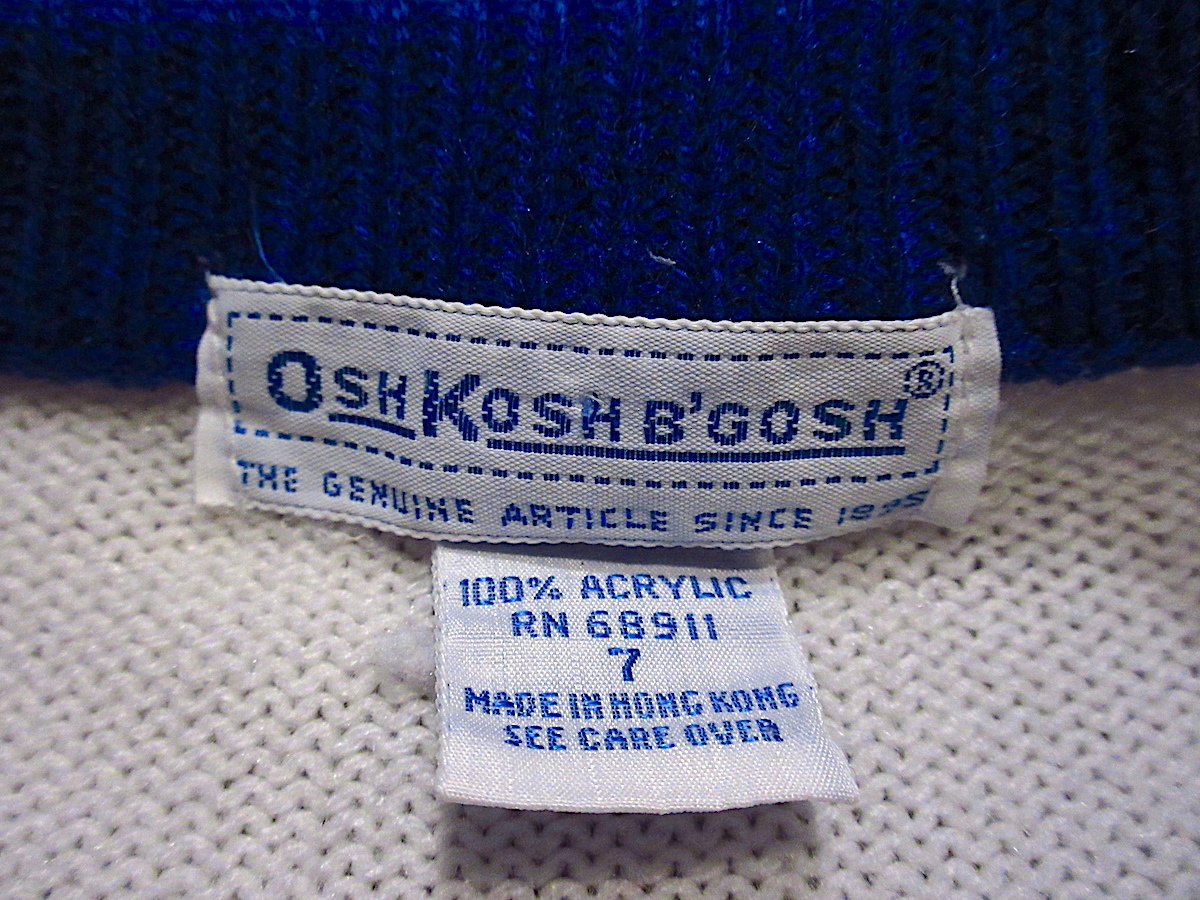 OSHKOSH B'GOSH®
THE GENUINE ARTICLE SINCE 1895
100% ACRYLIC
RN 68911
7
MADE IN HONG KONG
SEE CARE OVER